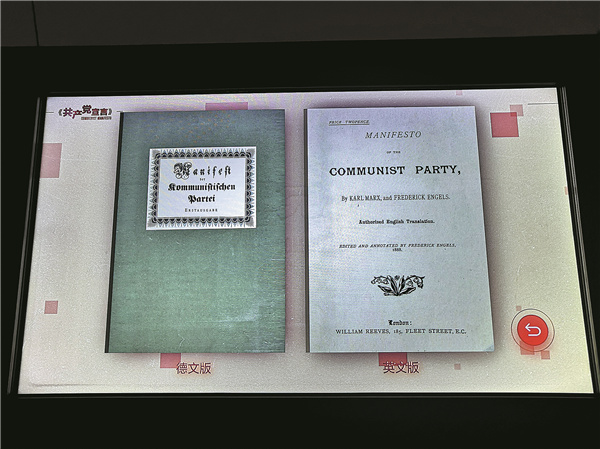 《共产党宣言》
Manifest
der
Kommunistischen
Partei
ERSTAUSGABE
德文版
PRICE TWOPENCE.
MANIFESTO
OF THE
COMMUNIST PARTY,
By KARL MARX, and FREDERICK ENGELS.
Authorized English Translation.
EDITED AND ANNOTATED BY FREDERICK ENGELS,
1888.
London:
WILLIAM REEVES, 185, FLEET STREET, E.C.
英文版